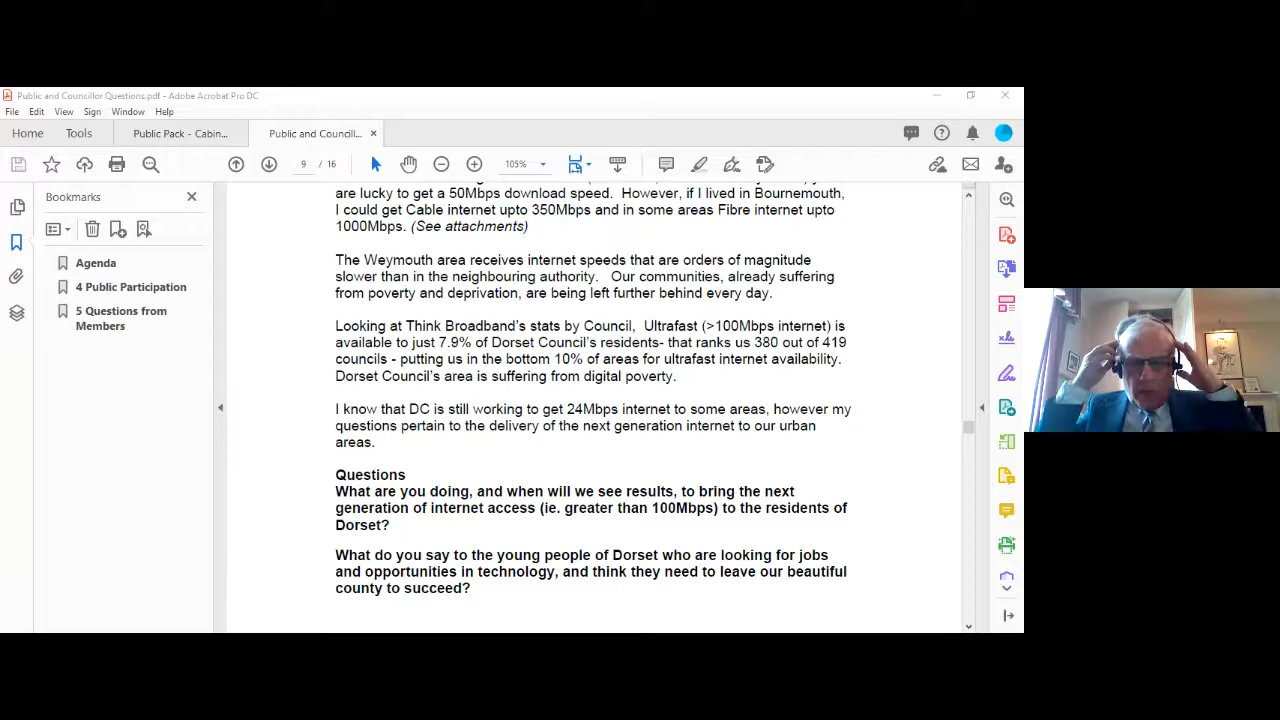 Public and Councillor Questions.pdf - Adobe Acrobat Pro DC
File Edit View Sign Window Help
Home Tools Public Pack - Cabin... Public and Councill... ×
9 / 16 105%
Bookmarks
Agenda
4 Public Participation
5 Questions from
Members
are lucky to get a 50Mbps download speed. However, if I lived in Bournemouth,
I could get Cable internet upto 350Mbps and in some areas Fibre internet upto
1000Mbps. (See attachments)
The Weymouth area receives internet speeds that are orders of magnitude
slower than in the neighbouring authority. Our communities, already suffering
from poverty and deprivation, are being left further behind every day.
Looking at Think Broadband's stats by Council, Ultrafast (>100Mbps internet) is
available to just 7.9% of Dorset Council's residents- that ranks us 380 out of 419
councils - putting us in the bottom 10% of areas for ultrafast internet availability.
Dorset Council's area is suffering from digital poverty.
I know that DC is still working to get 24Mbps internet to some areas, however my
questions pertain to the delivery of the next generation internet to our urban
areas.
Questions
What are you doing, and when will we see results, to bring the next
generation of internet access (ie. greater than 100Mbps) to the residents of
Dorset?
What do you say to the young people of Dorset who are looking for jobs
and opportunities in technology, and think they need to leave our beautiful
county to succeed?